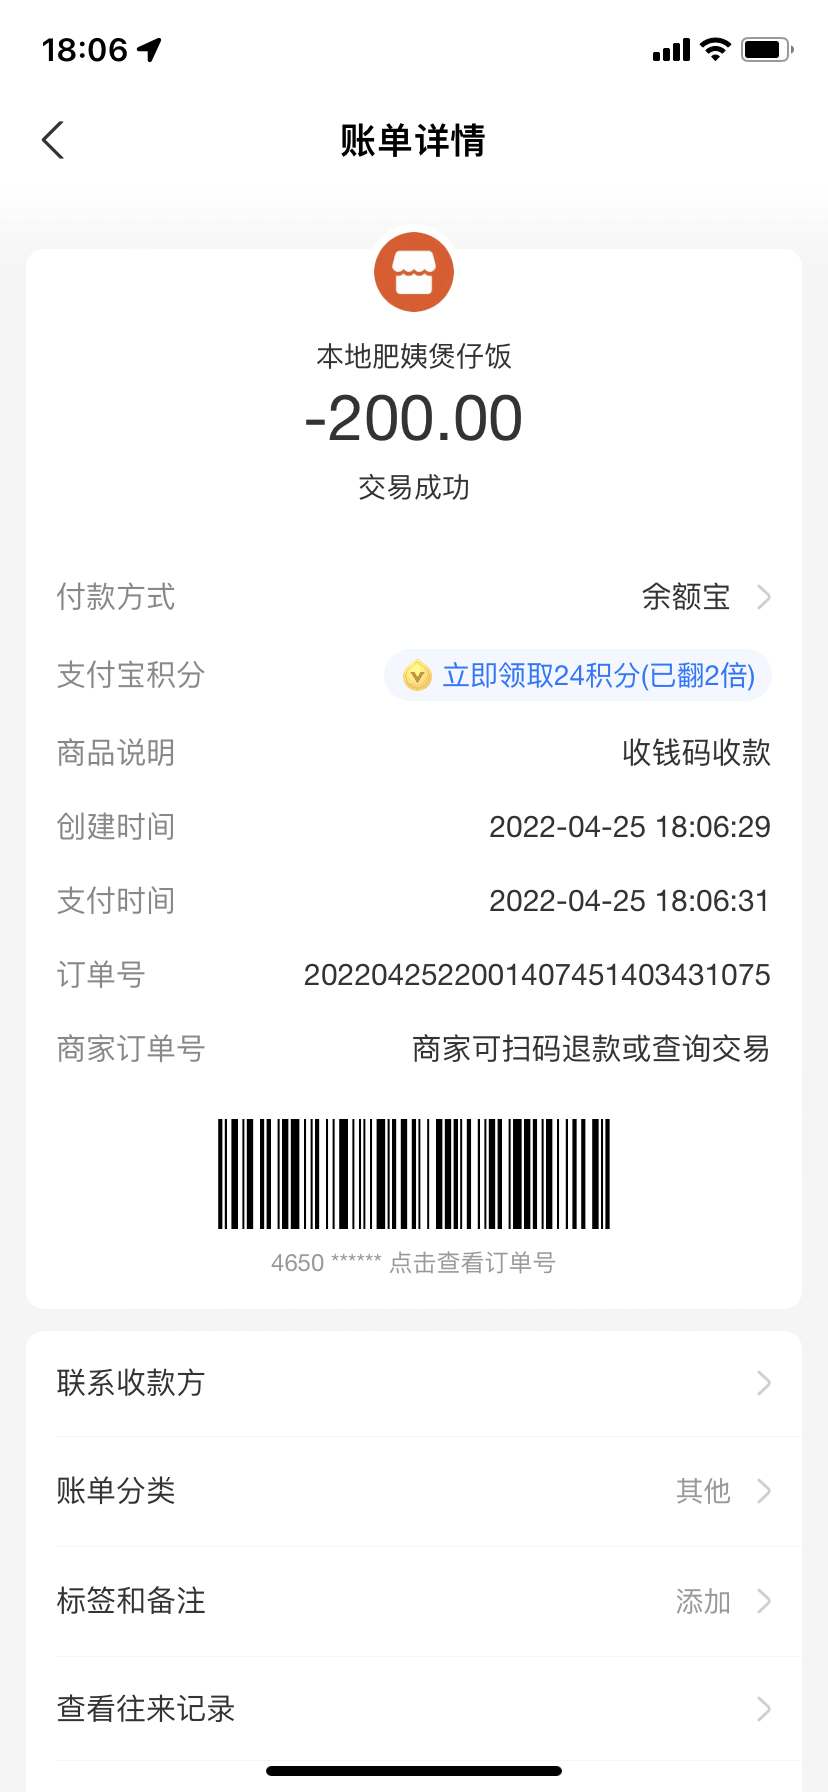 18:06
账单详情
本地肥姨煲仔饭
-200.00
交易成功
付款方式 余额宝
支付宝积分 立即领取24积分(已翻2倍)
商品说明 收钱码收款
创建时间 2022-04-25 18:06:29
支付时间 2022-04-25 18:06:31
订单号 2022042522001407451403431075
商家订单号 商家可扫码退款或查询交易
4650 ****** 点击查看订单号
联系收款方
账单分类 其他
标签和备注 添加
查看往来记录